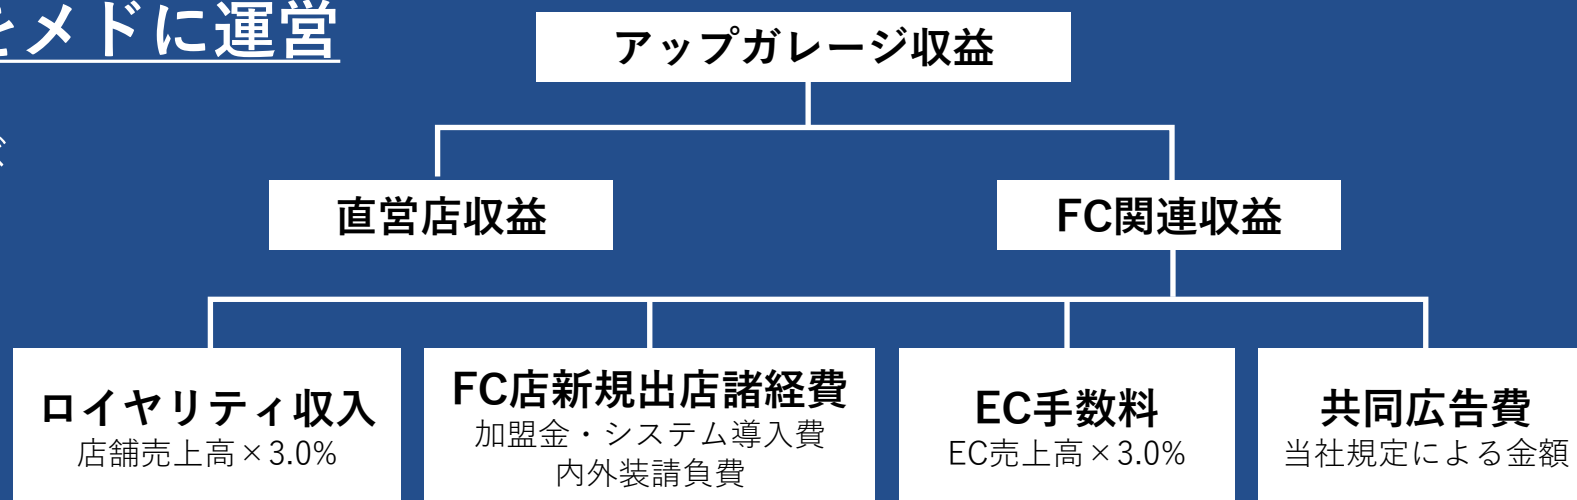 をメドに運営
アップガレージ収益
直営店収益
FC関連収益
ロイヤリティ収入
店舗売上高×3.0%
FC店新規出店諸経費
加盟金・システム導入費
内外装請負費
EC手数料
EC売上高×3.0%
共同広告費
当社規定による金額